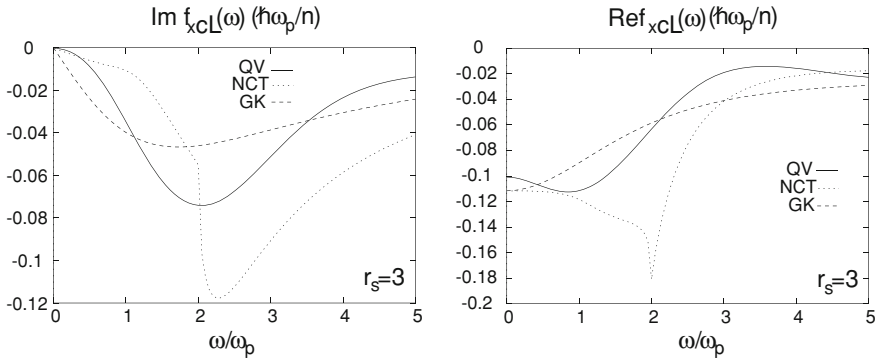 Im f_xcL(ω) (ħω_p/n)
0
-0.02
-0.04
-0.06
-0.08
-0.1
-0.12
QV
NCT
GK
r_s=3
0 1 2 3 4 5
ω/ω_p
Ref_xcL(ω) (ħω_p/n)
0
-0.02
-0.04
-0.06
-0.08
-0.11
-0.12
-0.14
-0.16
-0.18
-0.2
QV
NCT
GK
r_s=3
0 1 2 3 4 5
ω/ω_p